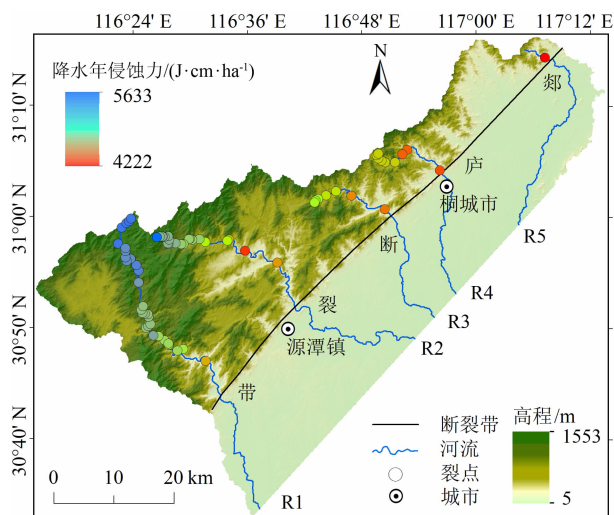 116°24′ E 116°36′ E 116°48′ E 117°00′ E 117°12′ E
降水年侵蚀力/(J·cm·ha⁻¹)
5633
4222
N
31°10′ N
31°00′ N
30°50′ N
30°40′ N
郯
庐
桐城市
断
裂
源潭镇
带
R5
R4
R3
R2
R1
断裂带
河流
裂点
城市
高程/m
1553
5
0 10 20 km